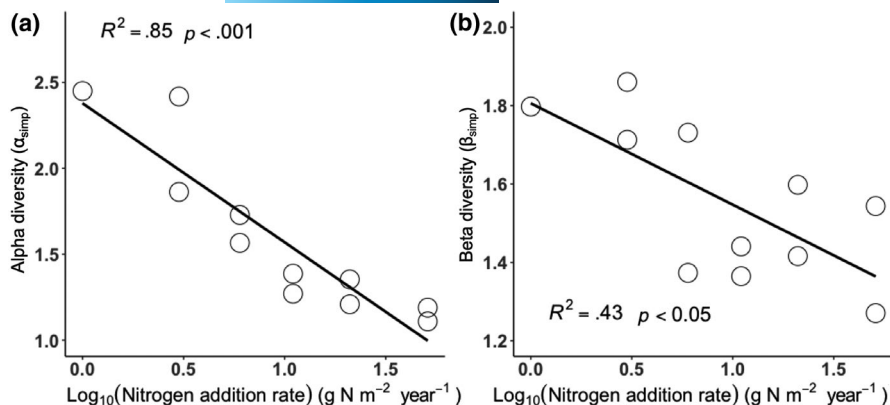 (a)
R² = .85 p < .001
2.5
2.0
1.5
1.0
Alpha diversity (αsimp)
0.0 0.5 1.0 1.5
Log₁₀(Nitrogen addition rate) (g N m⁻² year⁻¹)
(b)
2.0
1.8
1.6
1.4
1.2
Beta diversity (βsimp)
R² = .43 p < 0.05
0.0 0.5 1.0 1.5
Log₁₀(Nitrogen addition rate) (g N m⁻² year⁻¹)